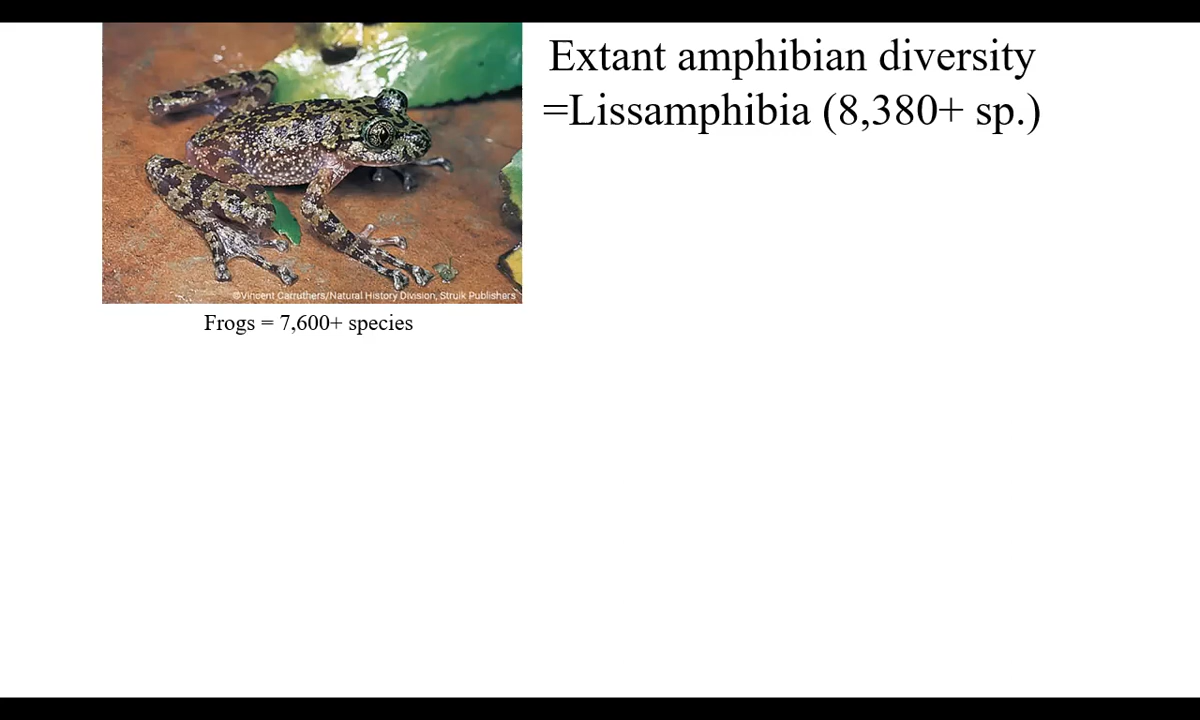 Extant amphibian diversity
=Lissamphibia (8,380+ sp.)
©Vincent Carruthers/Natural History Division, Struik Publishers
Frogs = 7,600+ species